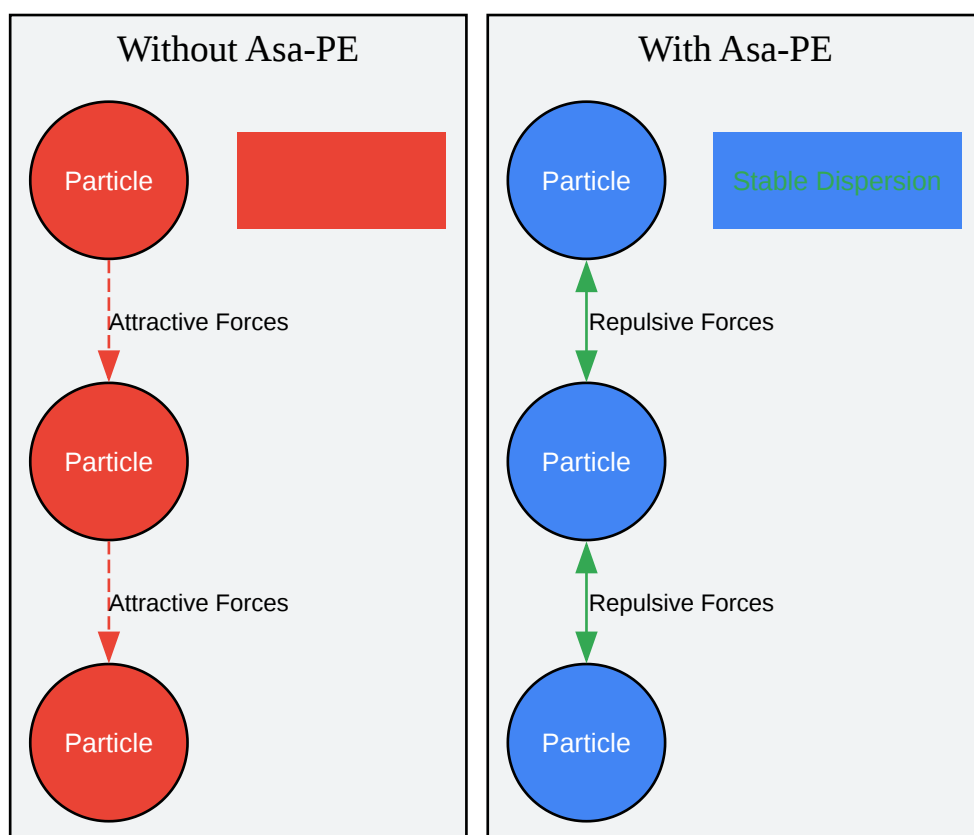 Without Asa-PE
Particle
Attractive Forces
Particle
Attractive Forces
Particle
With Asa-PE
Particle
Stable Dispersion
Repulsive Forces
Particle
Repulsive Forces
Particle